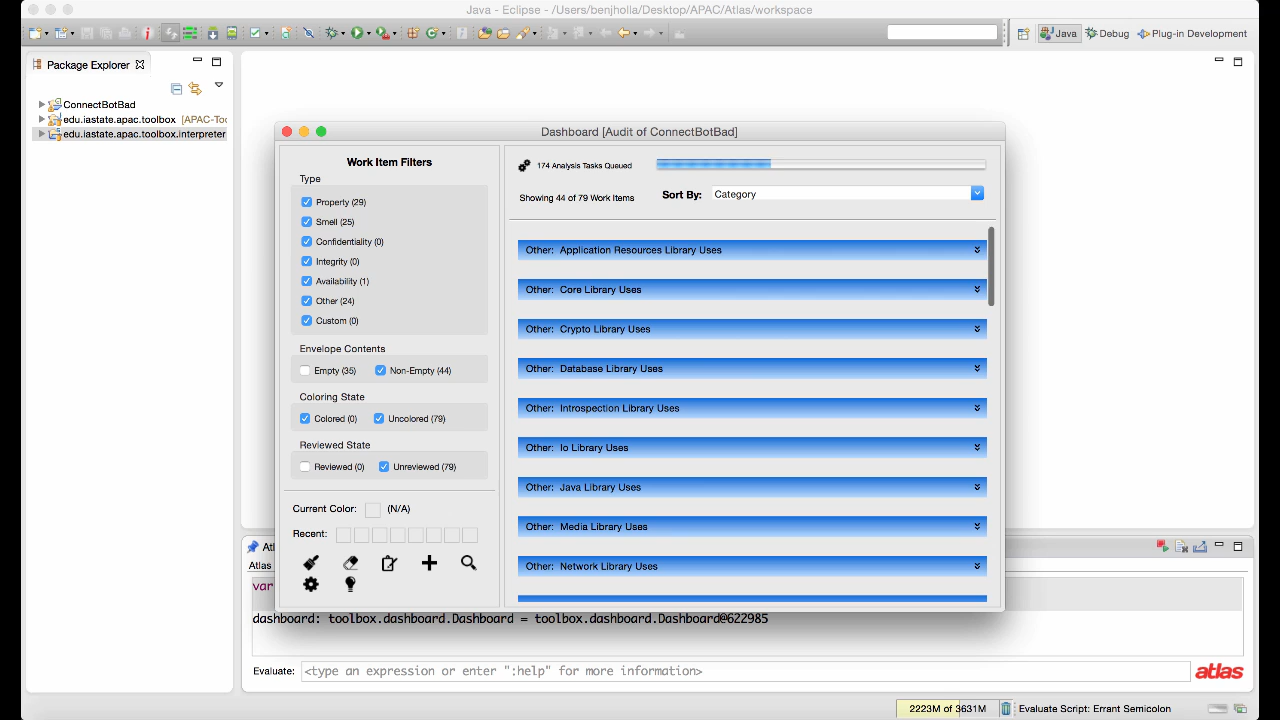 Java - Eclipse - /Users/benjholla/Desktop/APAC/Atlas/workspace
Java
Debug
Plug-in Development
Package Explorer
ConnectBotBad
edu.iastate.apac.toolbox [APAC-Too
edu.iastate.apac.toolbox.interpreter
Dashboard [Audit of ConnectBotBad]
Work Item Filters
Type
Property (29)
Smell (25)
Confidentiality (0)
Integrity (0)
Availability (1)
Other (24)
Custom (0)
Envelope Contents
Empty (35)
Non-Empty (44)
Coloring State
Colored (0)
Uncolored (79)
Reviewed State
Reviewed (0)
Unreviewed (79)
Current Color:
(N/A)
Recent:
174 Analysis Tasks Queued
Showing 44 of 79 Work Items
Sort By:
Category
Other: Application Resources Library Uses
Other: Core Library Uses
Other: Crypto Library Uses
Other: Database Library Uses
Other: Introspection Library Uses
Other: Io Library Uses
Other: Java Library Uses
Other: Media Library Uses
Other: Network Library Uses
Atl
Atlas
var
dashboard: toolbox.dashboard.Dashboard = toolbox.dashboard.Dashboard@622985
Evaluate:
<type an expression or enter ":help" for more information>
atlas
2223M of 3631M
Evaluate Script: Errant Semicolon